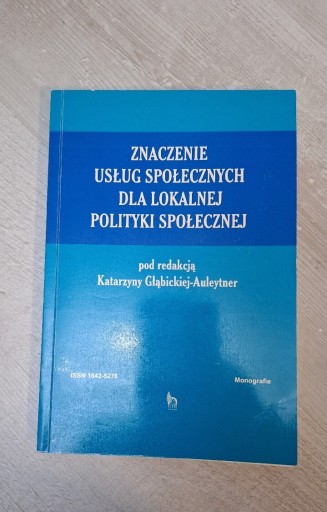 ZNACZENIE
USŁUG SPOŁECZNYCH
DLA LOKALNEJ
POLITYKI SPOŁECZNEJ
pod redakcją
Katarzyny Głąbickiej-Auleytner
ISSN 1642-5278
Monografie